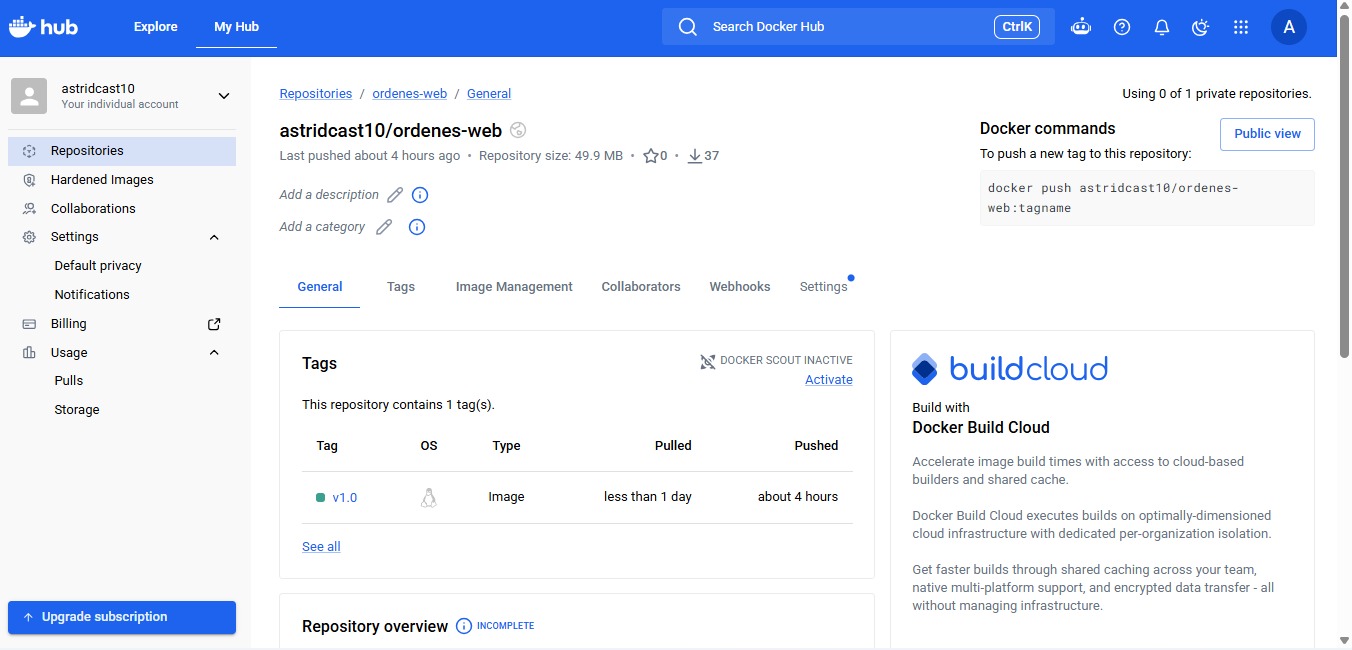 hub
Explore
My Hub
Search Docker Hub
CtrlK
A
astridcast10
Your individual account
Repositories
Hardened Images
Collaborations
Settings
Default privacy
Notifications
Billing
Usage
Pulls
Storage
Upgrade subscription
Repositories / ordenes-web / General
Using 0 of 1 private repositories.
astridcast10/ordenes-web
Last pushed about 4 hours ago • Repository size: 49.9 MB • 0 • 37
Add a description
Add a category
Docker commands
Public view
To push a new tag to this repository:
docker push astridcast10/ordenes-
web:tagname
General
Tags
Image Management
Collaborators
Webhooks
Settings
Tags
DOCKER SCOUT INACTIVE
Activate
This repository contains 1 tag(s).
Tag OS Type Pulled Pushed
v1.0 Image less than 1 day about 4 hours
See all
Repository overview INCOMPLETE
buildcloud
Build with
Docker Build Cloud
Accelerate image build times with access to cloud-based
builders and shared cache.
Docker Build Cloud executes builds on optimally-dimensioned
cloud infrastructure with dedicated per-organization isolation.
Get faster builds through shared caching across your team,
native multi-platform support, and encrypted data transfer - all
without managing infrastructure.